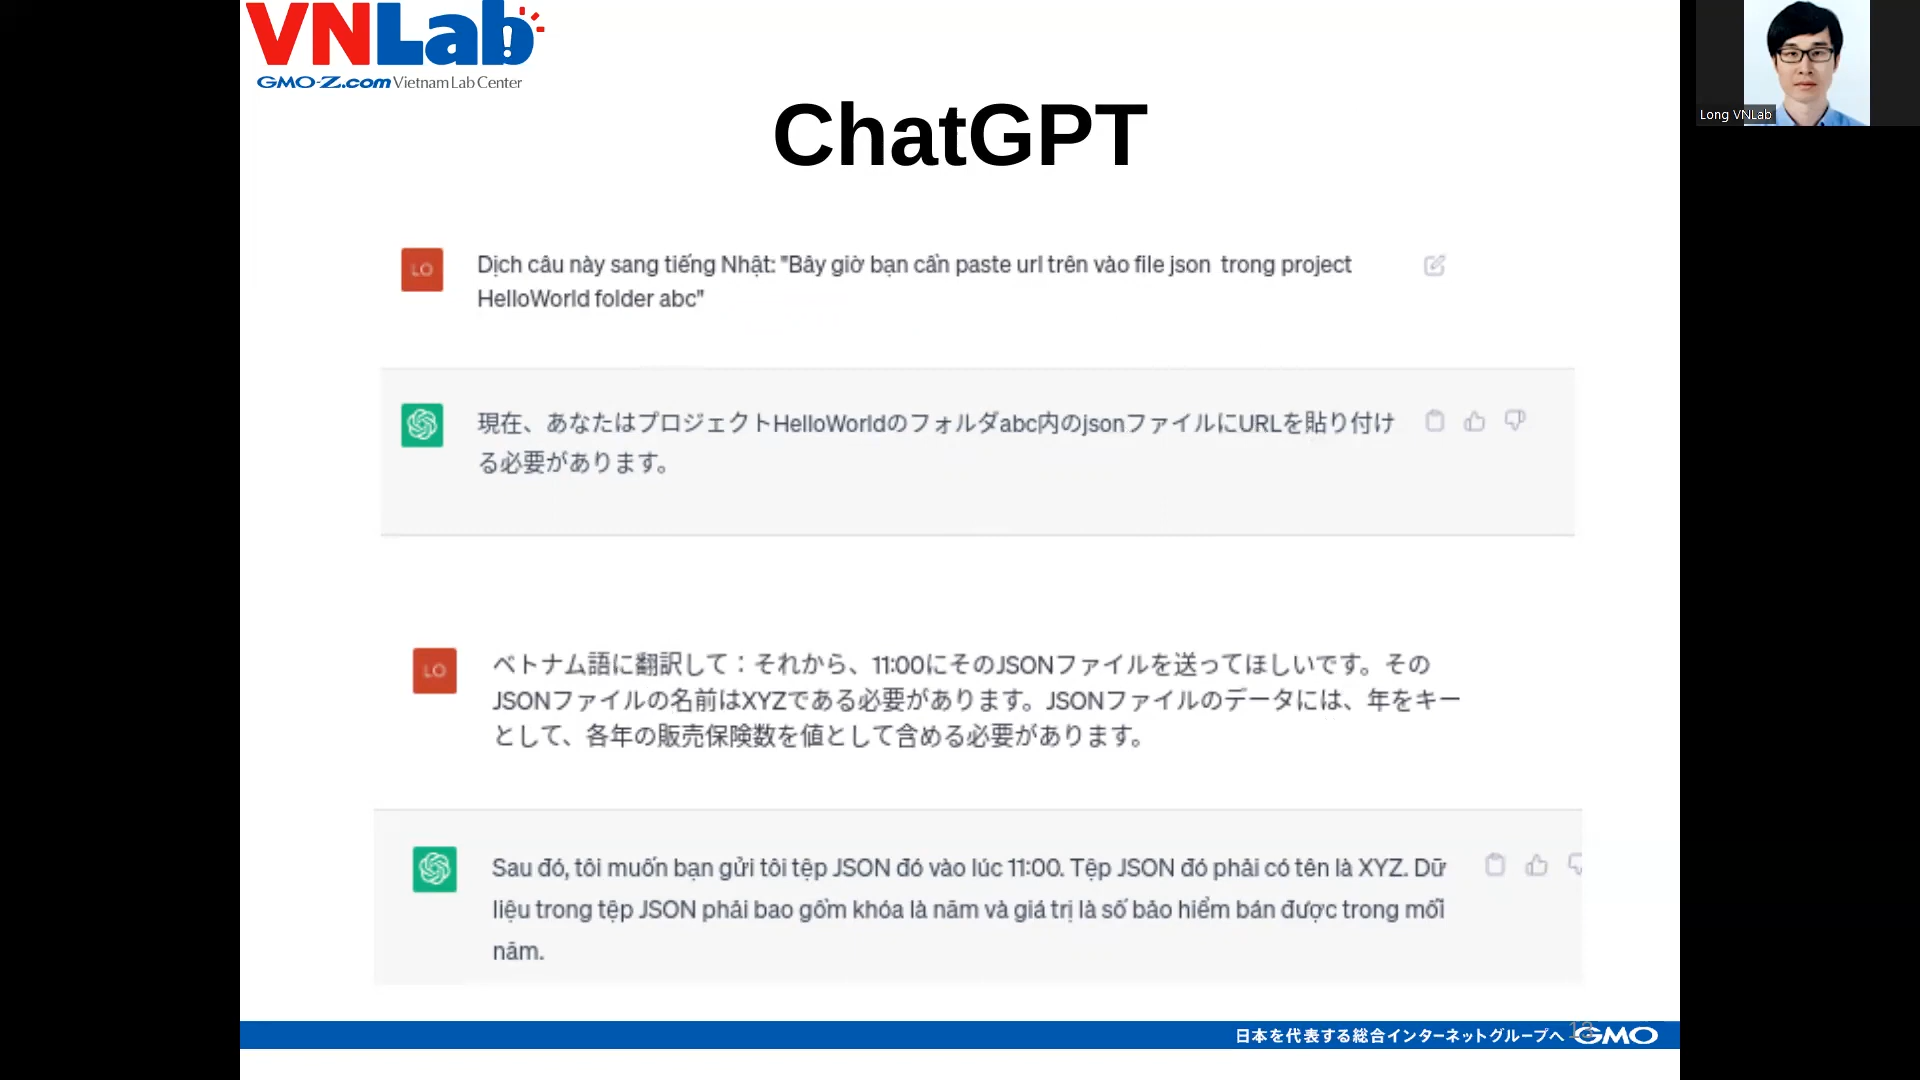 VNLab!
GMO-Z.com Vietnam Lab Center
Long VNLab
ChatGPT
LO
Dịch câu này sang tiếng Nhật: "Bây giờ bạn cần paste url trên vào file json trong project
HelloWorld folder abc"
現在、あなたはプロジェクトHelloWorldのフォルダabc内のjsonファイルにURLを貼り付け
る必要があります。
LO
ベトナム語に翻訳して：それから、11:00にそのJSONファイルを送ってほしいです。その
JSONファイルの名前はXYZである必要があります。JSONファイルのデータには、年をキー
として、各年の販売保険数を値として含める必要があります。
Sau đó, tôi muốn bạn gửi tôi tệp JSON đó vào lúc 11:00. Tệp JSON đó phải có tên là XYZ. Dữ
liệu trong tệp JSON phải bao gồm khóa là năm và giá trị là số bảo hiểm bán được trong mỗi
năm.
日本を代表する総合インターネットグループへ GMO
13